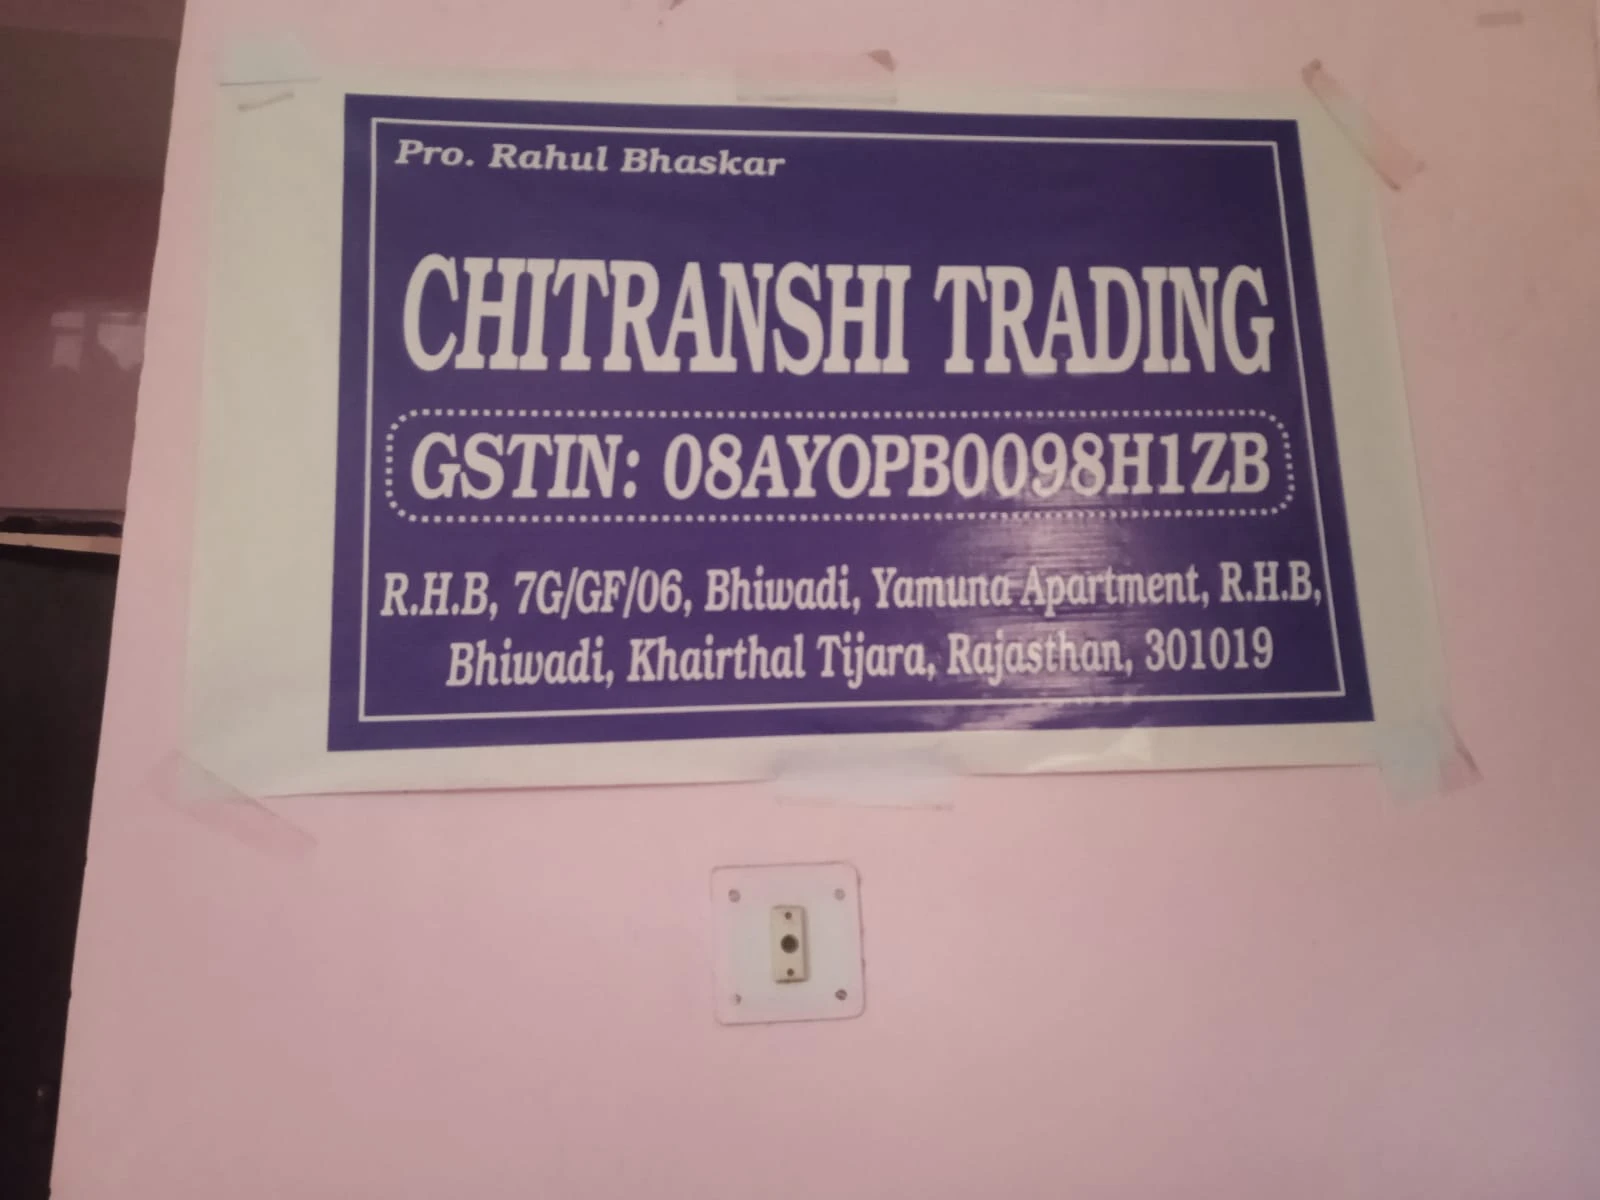 Pro. Rahul Bhaskar
CHITRANSHI TRADING
GSTIN: 08AYOPB0098H1ZB
R.H.B, 7G/GF/06, Bhiwadi, Yamuna Apartment, R.H.B,
Bhiwadi, Khairthal Tijara, Rajasthan, 301019